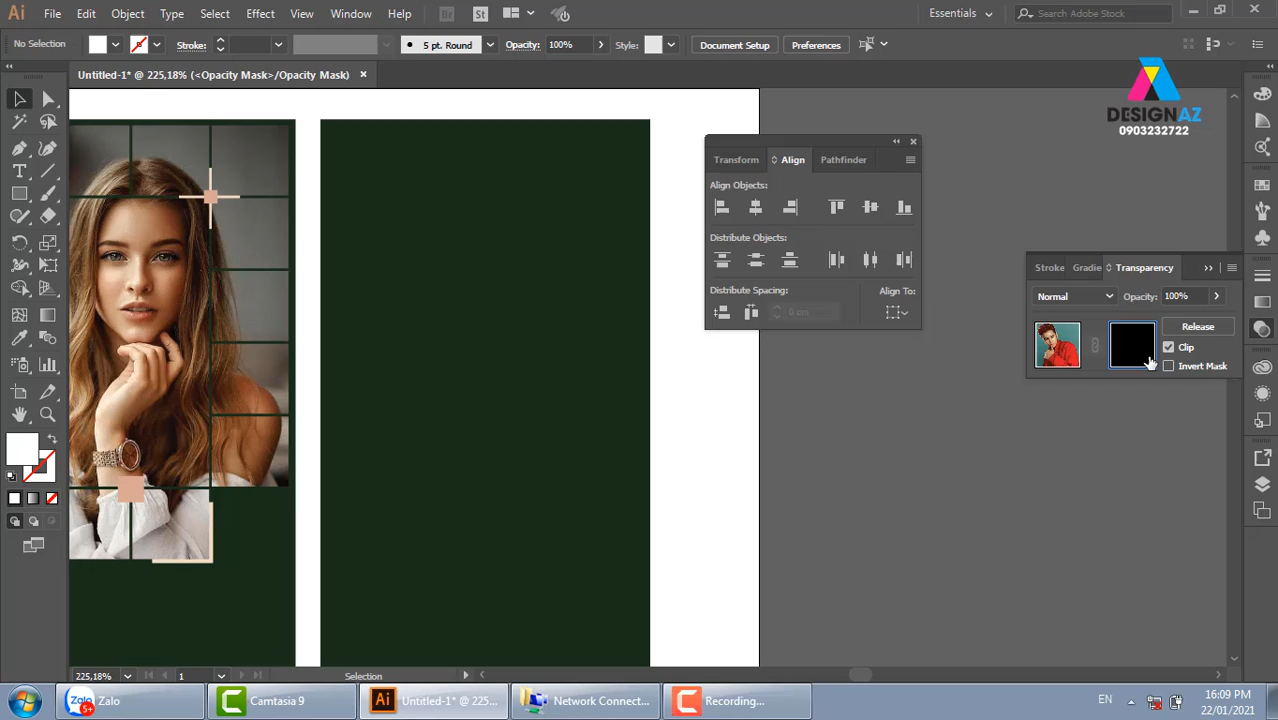 Ai File Edit Object Type Select Effect View Window Help Br St Essentials Search Adobe Stock
No Selection Stroke: 5 pt. Round Opacity: 100% Style: Document Setup Preferences
Untitled-1* @ 225,18% (<Opacity Mask>/Opacity Mask)
DESIGNAZ
0903232722
Transform Align Pathfinder
Align Objects:
Distribute Objects:
Distribute Spacing: Align To:
0 cm
Stroke Gradie Transparency
Normal Opacity: 100%
Release
Clip
Invert Mask
225,18% 1 Selection
Zalo 5+ Camtasia 9 Ai Untitled-1* @ 225... Network Connect... Recording... EN 16:09 PM
22/01/2021